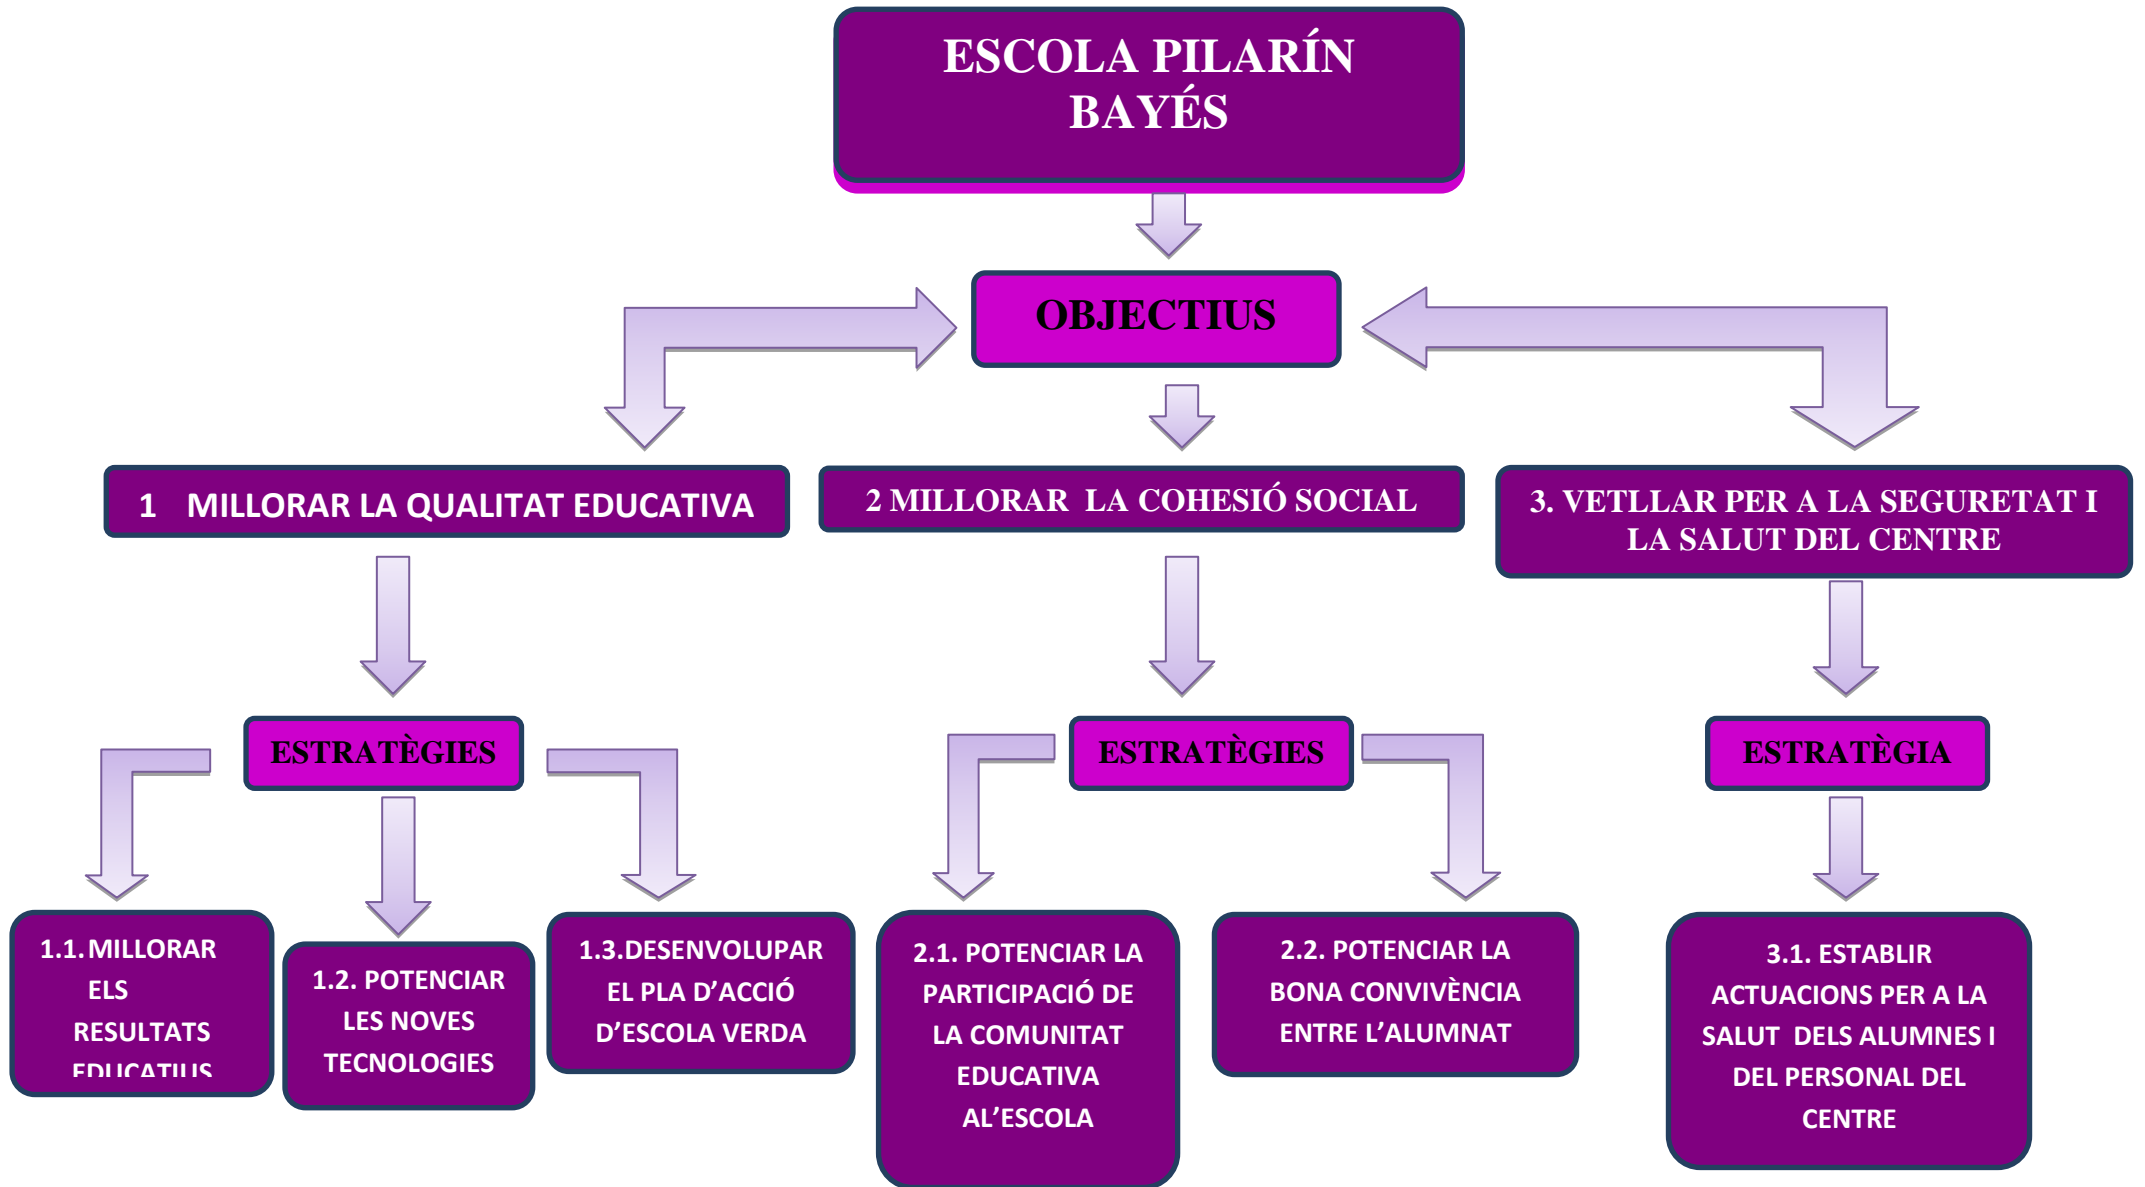 ESCOLA PILARÍN
BAYÉS
OBJECTIUS
1 MILLORAR LA QUALITAT EDUCATIVA
2 MILLORAR LA COHESIÓ SOCIAL
3. VETLLAR PER A LA SEGURETAT I
LA SALUT DEL CENTRE
ESTRATÈGIES
ESTRATÈGIES
ESTRATÈGIA
1.1. MILLORAR
ELS
RESULTATS
EDUCATIUS
1.2. POTENCIAR
LES NOVES
TECNOLOGIES
1.3.DESENVOLUPAR
EL PLA D’ACCIÓ
D’ESCOLA VERDA
2.1. POTENCIAR LA
PARTICIPACIÓ DE
LA COMUNITAT
EDUCATIVA
AL’ESCOLA
2.2. POTENCIAR LA
BONA CONVIVÈNCIA
ENTRE L’ALUMNAT
3.1. ESTABLIR
ACTUACIONS PER A LA
SALUT DELS ALUMNES I
DEL PERSONAL DEL
CENTRE